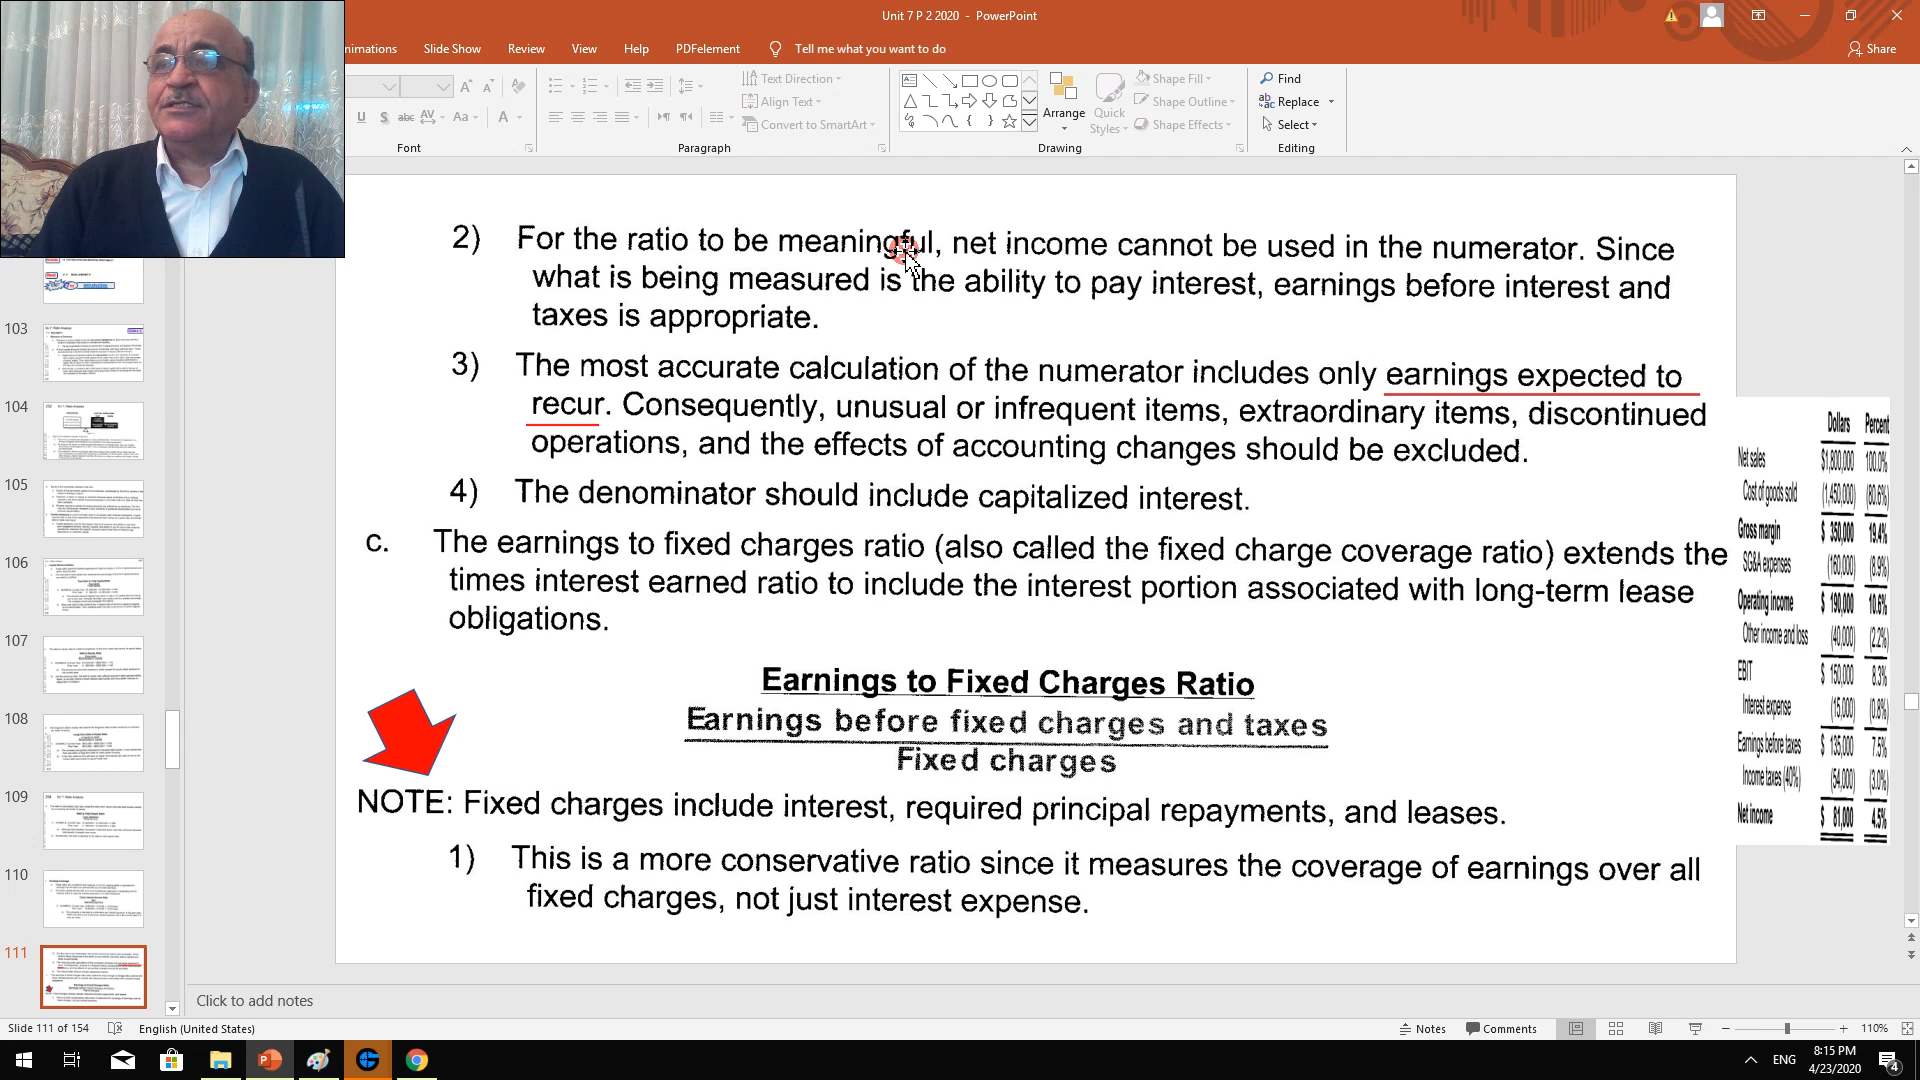 Unit 7 P 2 2020 - PowerPoint
nimations Slide Show Review View Help PDFelement Tell me what you want to do Share
Text Direction
Align Text
Convert to SmartArt
Shape Fill
Shape Outline
Shape Effects
Arrange Quick Styles
Find
Replace
Select
Font Paragraph Drawing Editing
2) For the ratio to be meaningful, net income cannot be used in the numerator. Since
what is being measured is the ability to pay interest, earnings before interest and
taxes is appropriate.
3) The most accurate calculation of the numerator includes only earnings expected to
recur. Consequently, unusual or infrequent items, extraordinary items, discontinued
operations, and the effects of accounting changes should be excluded.
4) The denominator should include capitalized interest.
c. The earnings to fixed charges ratio (also called the fixed charge coverage ratio) extends the
times interest earned ratio to include the interest portion associated with long-term lease
obligations.
Earnings to Fixed Charges Ratio
Earnings before fixed charges and taxes
Fixed charges
NOTE: Fixed charges include interest, required principal repayments, and leases.
1) This is a more conservative ratio since it measures the coverage of earnings over all
fixed charges, not just interest expense.
Dollars Percent
Net sales $1,800,000 100.0%
Cost of goods sold (1,450,000) (80.6%)
Gross margin $ 350,000 19.4%
SG&A expenses (160,000) (8.9%)
Operating income $ 190,000 10.6%
Other income and loss (40,000) (2.2%)
EBIT $ 150,000 8.3%
Interest expense (15,000) (0.8%)
Earnings before taxes $ 135,000 7.5%
Income taxes (40%) (54,000) (3.0%)
Net income $ 81,000 4.5%
103
104
105
106
107
108
109
110
111
Click to add notes
Slide 111 of 154 English (United States) Notes Comments 110%
ENG 8:15 PM
4/23/2020
4